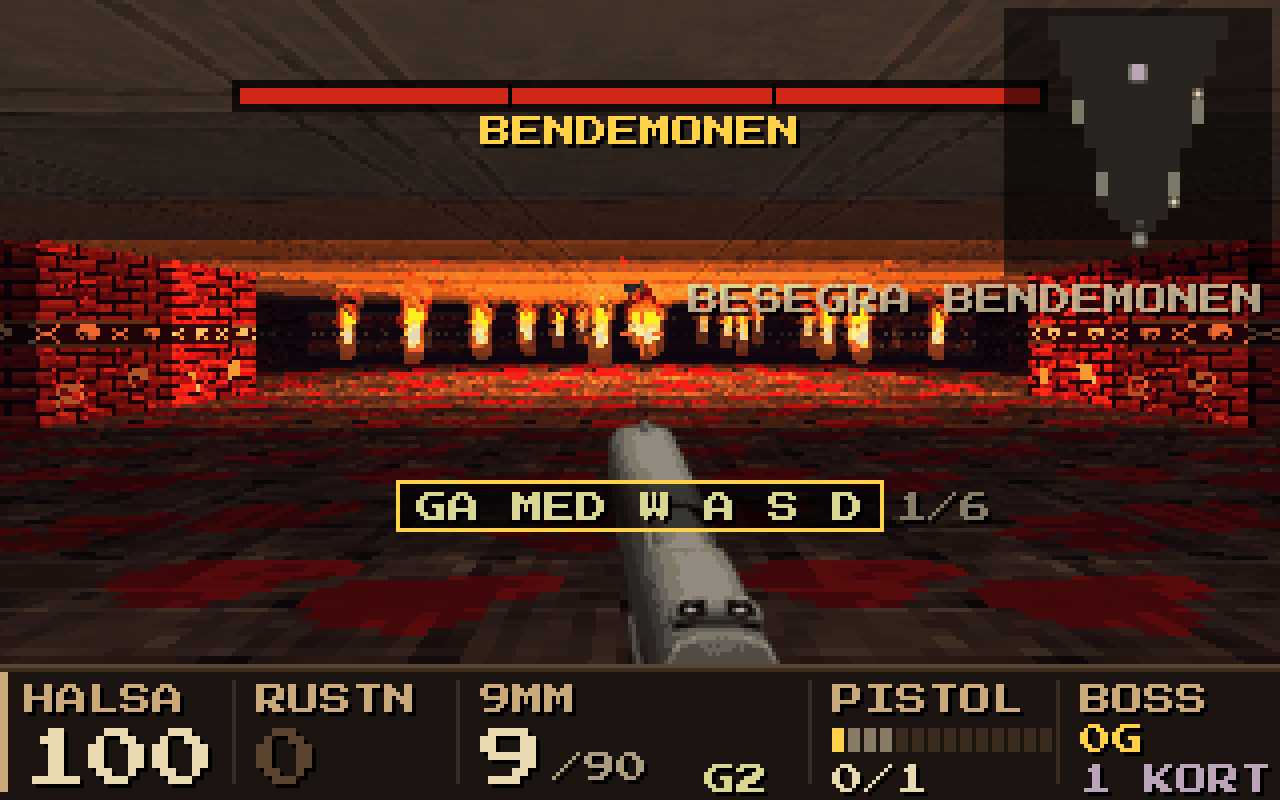 BENDEMONEN
BESEGRA BENDEMONEN
GA MED W A S D 1/6
HALSA RUSTN 9MM PISTOL BOSS
100 0 9 /90 G2 0/1 0G
1 KORT